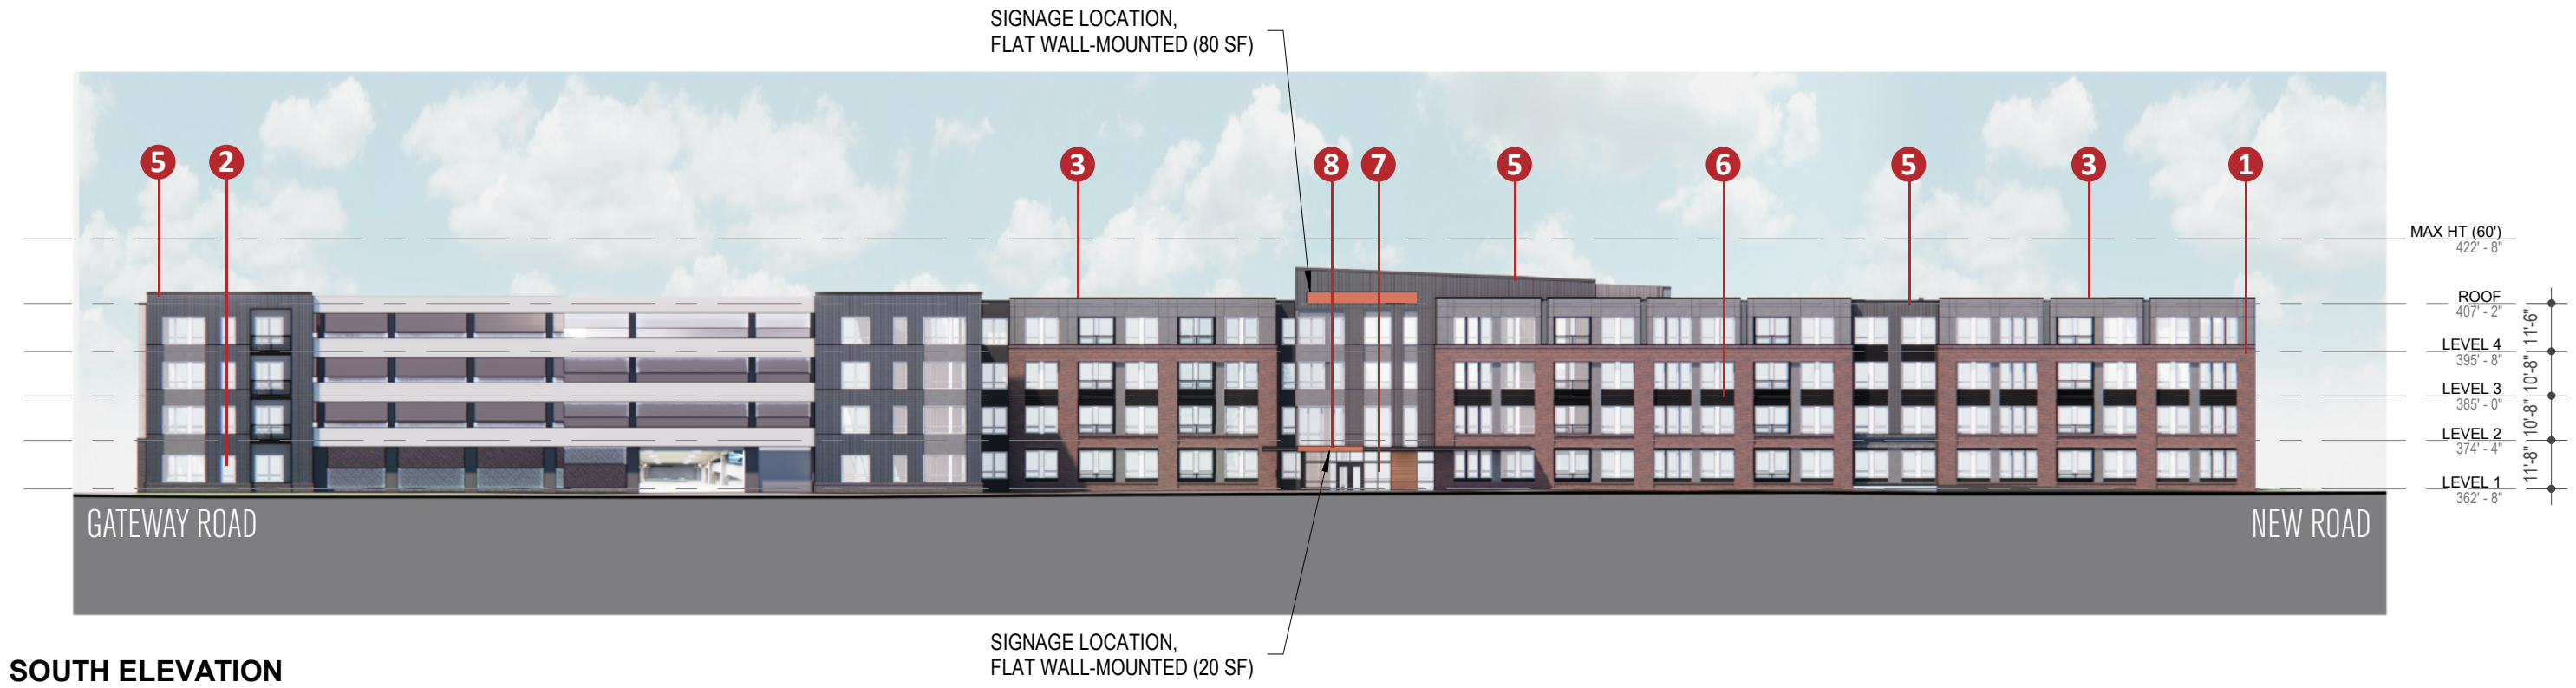 SIGNAGE LOCATION,
FLAT WALL-MOUNTED (80 SF)
5 2 3 8 7 5 6 5 3 1
MAX HT (60')
422' - 8"
ROOF
407' - 2"
11'-6"
LEVEL 4
395' - 8"
10'-8"
LEVEL 3
385' - 0"
10'-8"
LEVEL 2
374' - 4"
11'-8"
LEVEL 1
362' - 8"
GATEWAY ROAD
NEW ROAD
SIGNAGE LOCATION,
FLAT WALL-MOUNTED (20 SF)
SOUTH ELEVATION